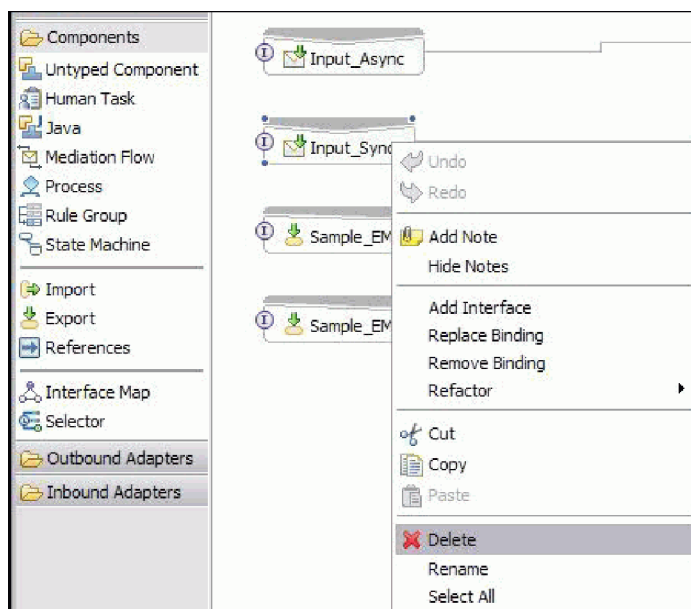 Components
Untyped Component
Human Task
Java
Mediation Flow
Process
Rule Group
State Machine
Import
Export
References
Interface Map
Selector
Outbound Adapters
Inbound Adapters
I Input_Async
I Input_Sync
I Sample_EM
I Sample_EM
Undo
Redo
Add Note
Hide Notes
Add Interface
Replace Binding
Remove Binding
Refactor
Cut
Copy
Paste
Delete
Rename
Select All